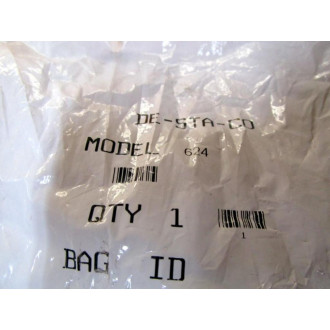 DE-STA-CO
MODEL 624
QTY 1
1
BAG ID